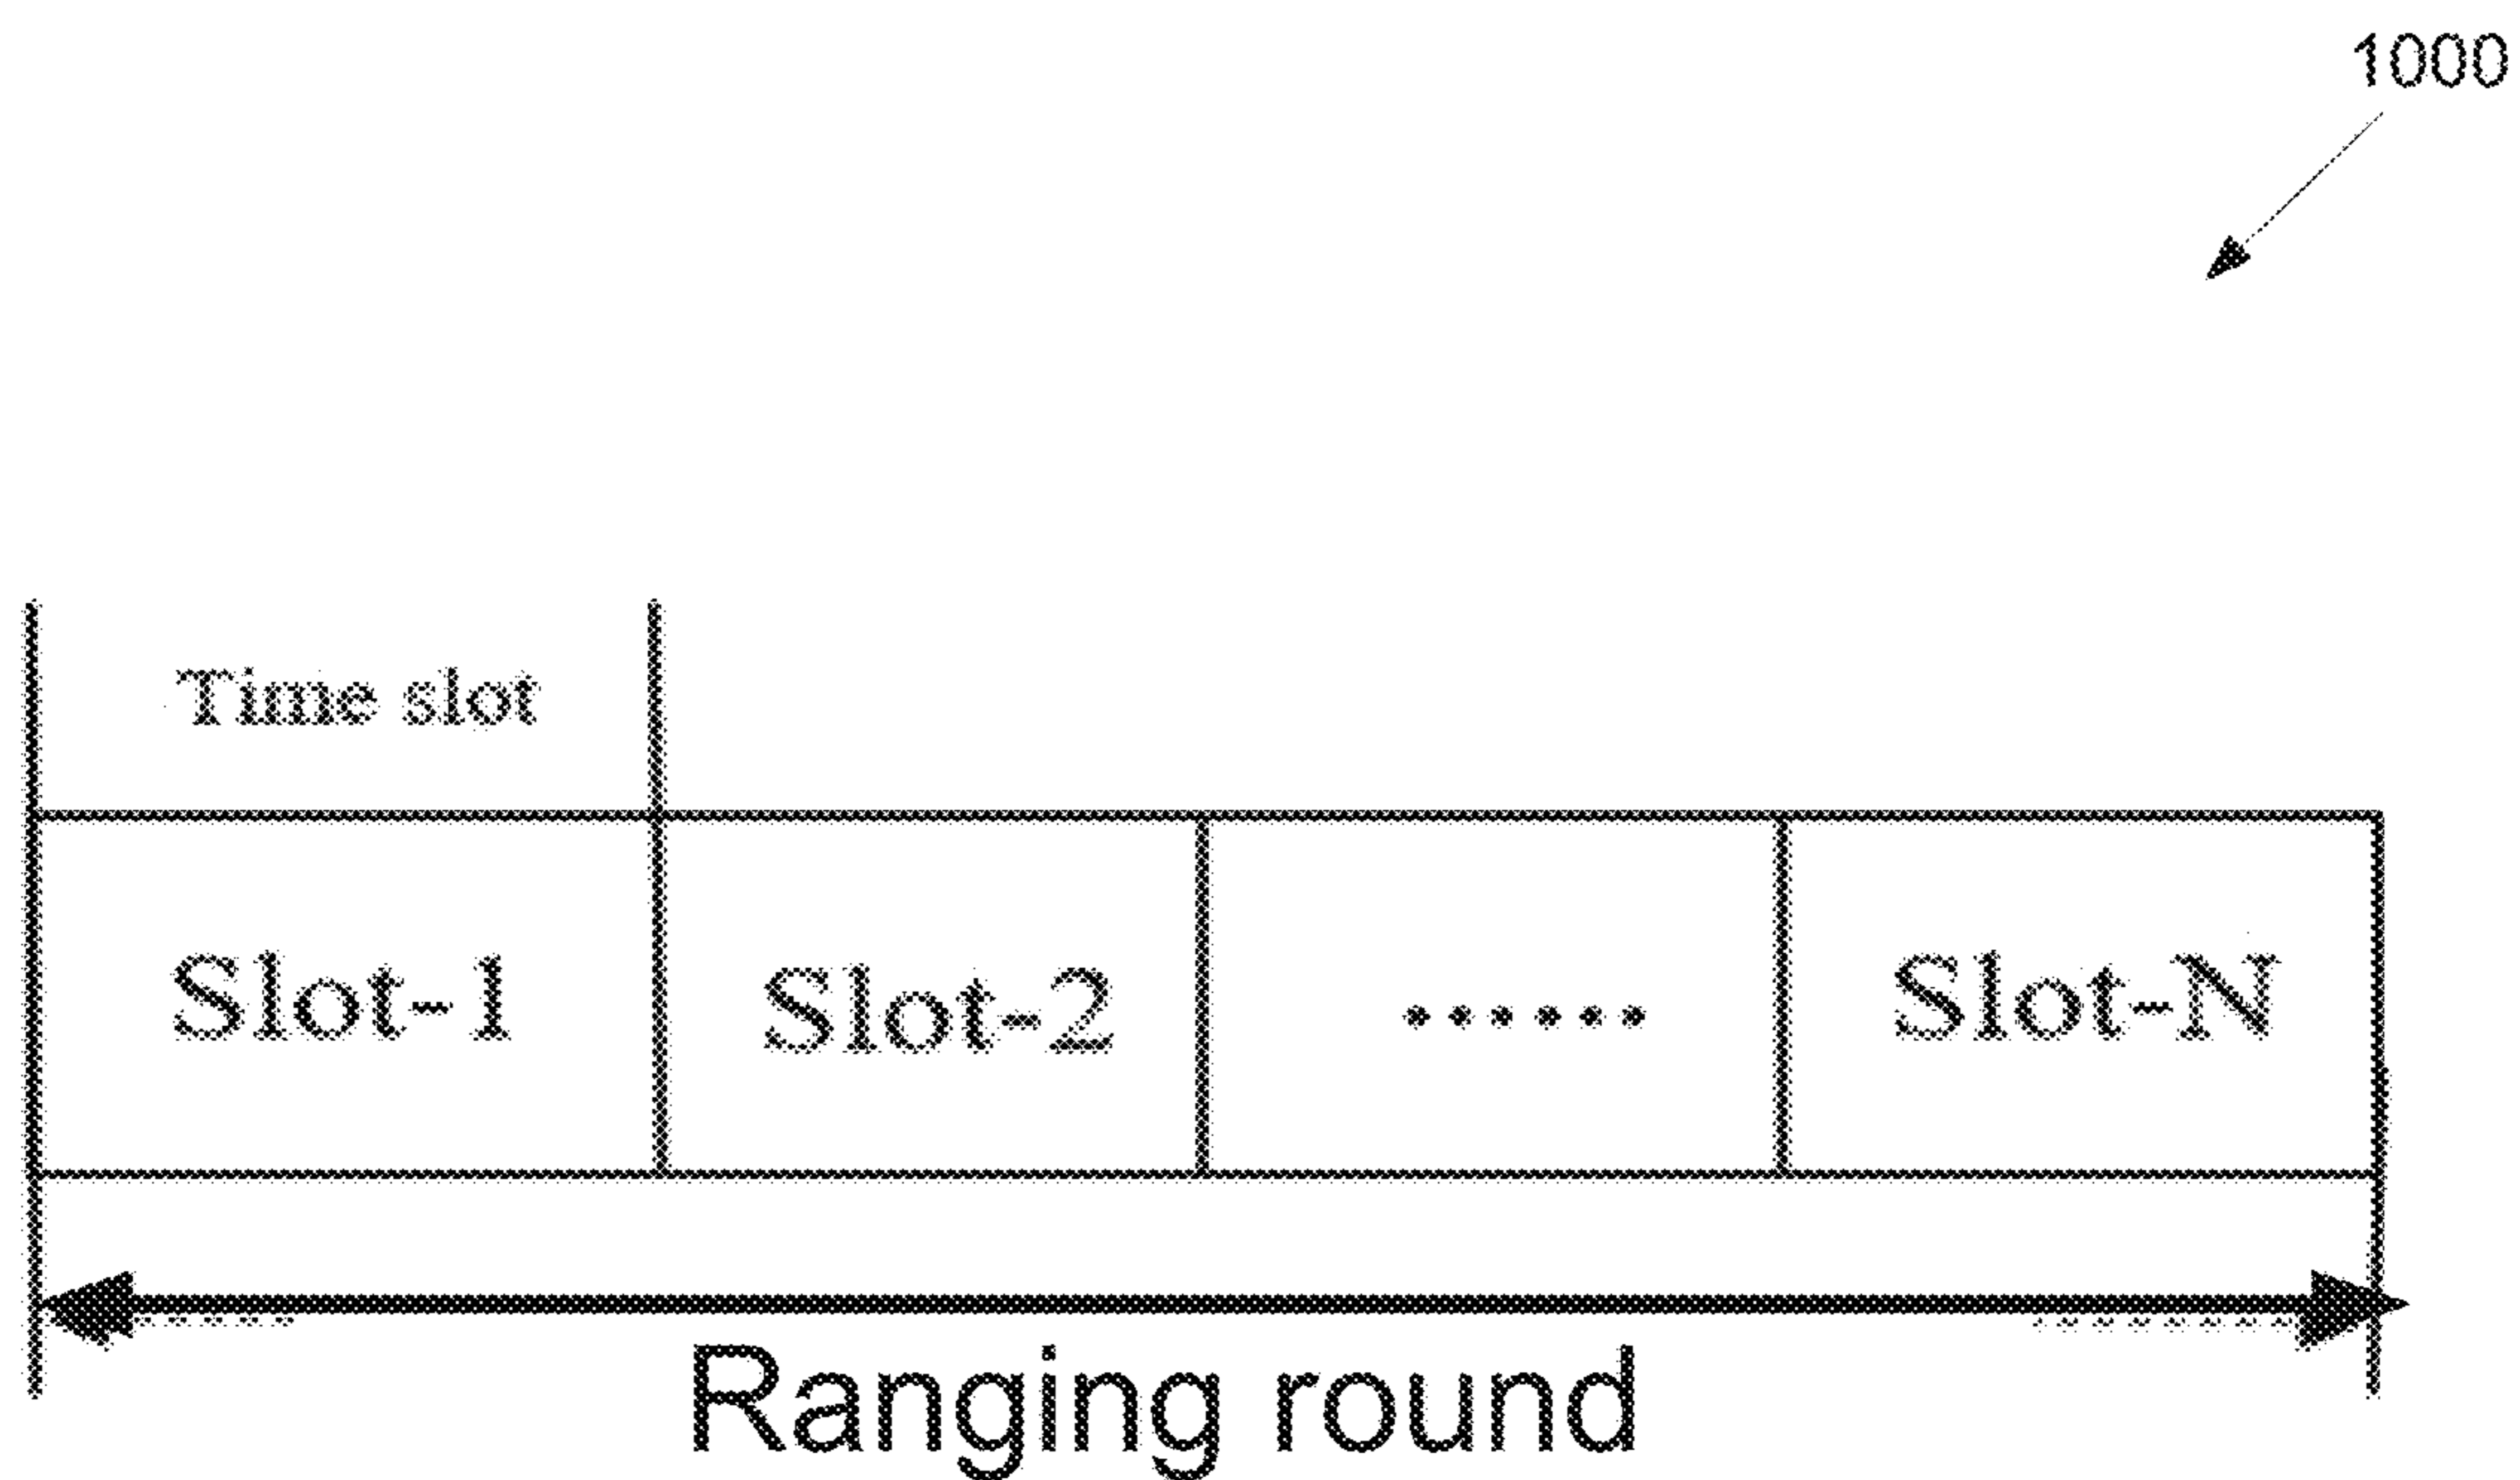 1000
Time slot
Slot-1 Slot-2 ...... Slot-N
Ranging round